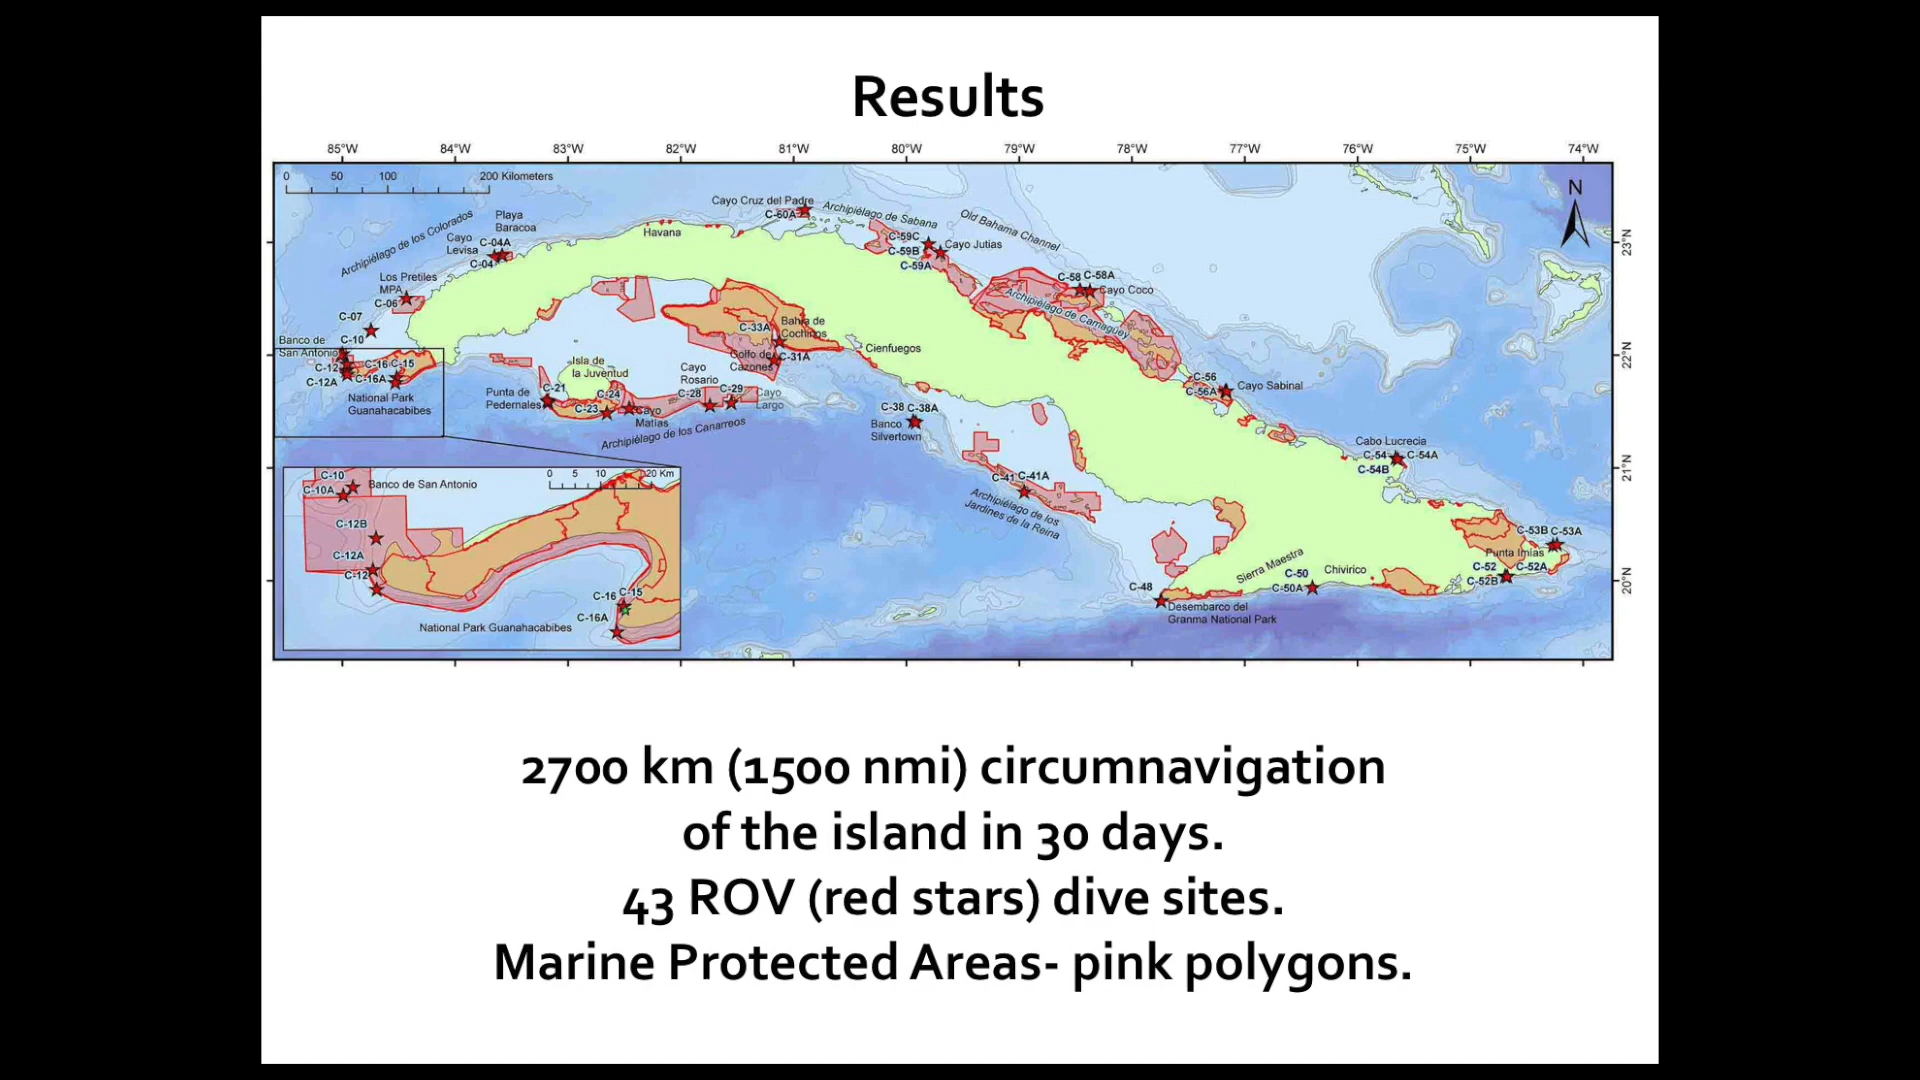 Results
85°W 84°W 83°W 82°W 81°W 80°W 79°W 78°W 77°W 76°W 75°W 74°W
0 50 100 200 Kilometers
N
23°N
22°N
21°N
20°N
Archipiélago de los Colorados
Playa
Baracoa
Cayo
Levisa
C-04A
C-04
Los Pretiles
MPA
C-06
C-07
C-10
Banco de
San Antonio
C-12
C-12A
C-16 C-15
C-16A
National Park
Guanahacabibes
Havana
Cayo Cruz del Padre
C-60A
Archipiélago de Sabana
Old Bahama Channel
C-59C
C-59B
C-59A
Cayo Jutias
C-58 C-58A
Cayo Coco
Archipiélago de Camagüey
C-33A
Bahía de
Cochinos
Golfo de
Cazones
C-31A
Cienfuegos
Isla de
la Juventud
Punta de
Pedernales
C-21
C-24
C-23
Cayo
Matías
Cayo
Rosario
C-28
C-29
Cayo
Largo
Archipiélago de los Canarreos
C-38 C-38A
Banco
Silvertown
C-41 C-41A
Archipiélago de los
Jardines de la Reina
C-56
C-56A
Cayo Sabinal
Cabo Lucrecia
C-54 C-54A
C-54B
C-53B C-53A
Punta Imias
C-52 C-52A
C-52B
Sierra Maestra
C-50
C-50A
Chivirico
C-48
Desembarco del
Granma National Park
0 5 10 20 Km
C-10
C-10A
Banco de San Antonio
C-12B
C-12A
C-12
C-16 C-15
C-16A
National Park Guanahacabibes
2700 km (1500 nmi) circumnavigation
of the island in 30 days.
43 ROV (red stars) dive sites.
Marine Protected Areas- pink polygons.